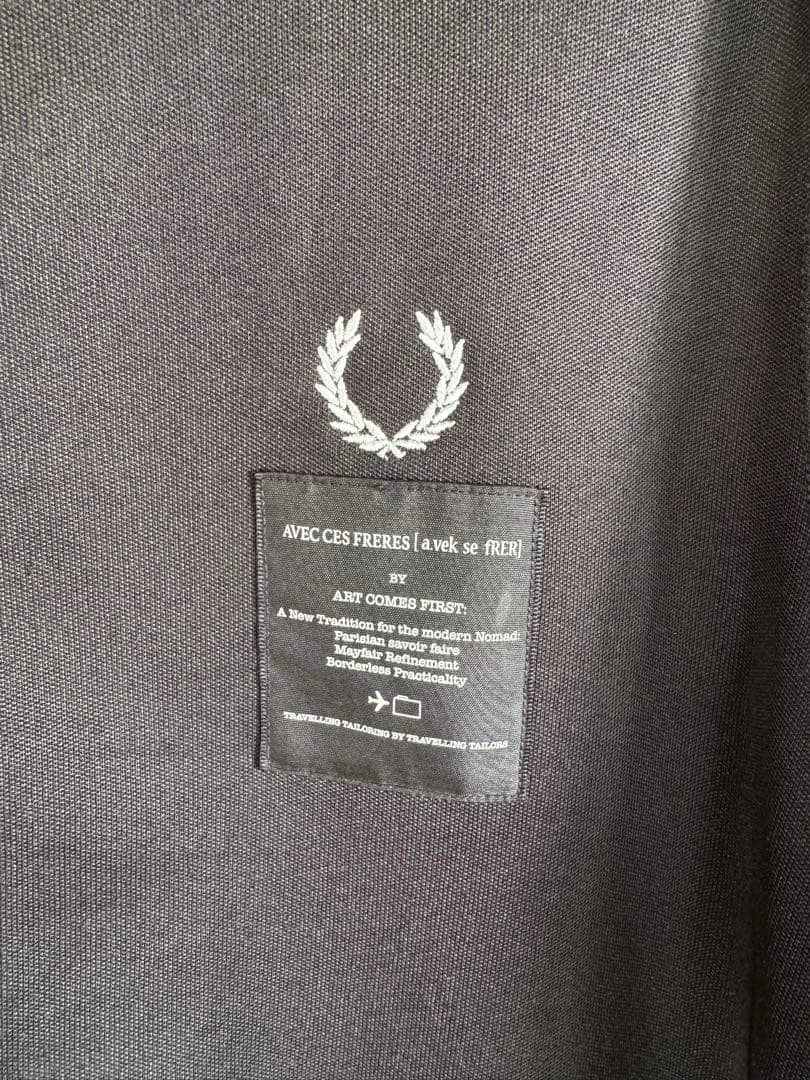 AVEC CES FRERES [ a.vek se fRER]
BY
ART COMES FIRST:
A New Tradition for the modern Nomad:
Parisian savoir faire
Mayfair Refinement
Borderless Practicality
TRAVELLING TAILORING BY TRAVELLING TAILORS